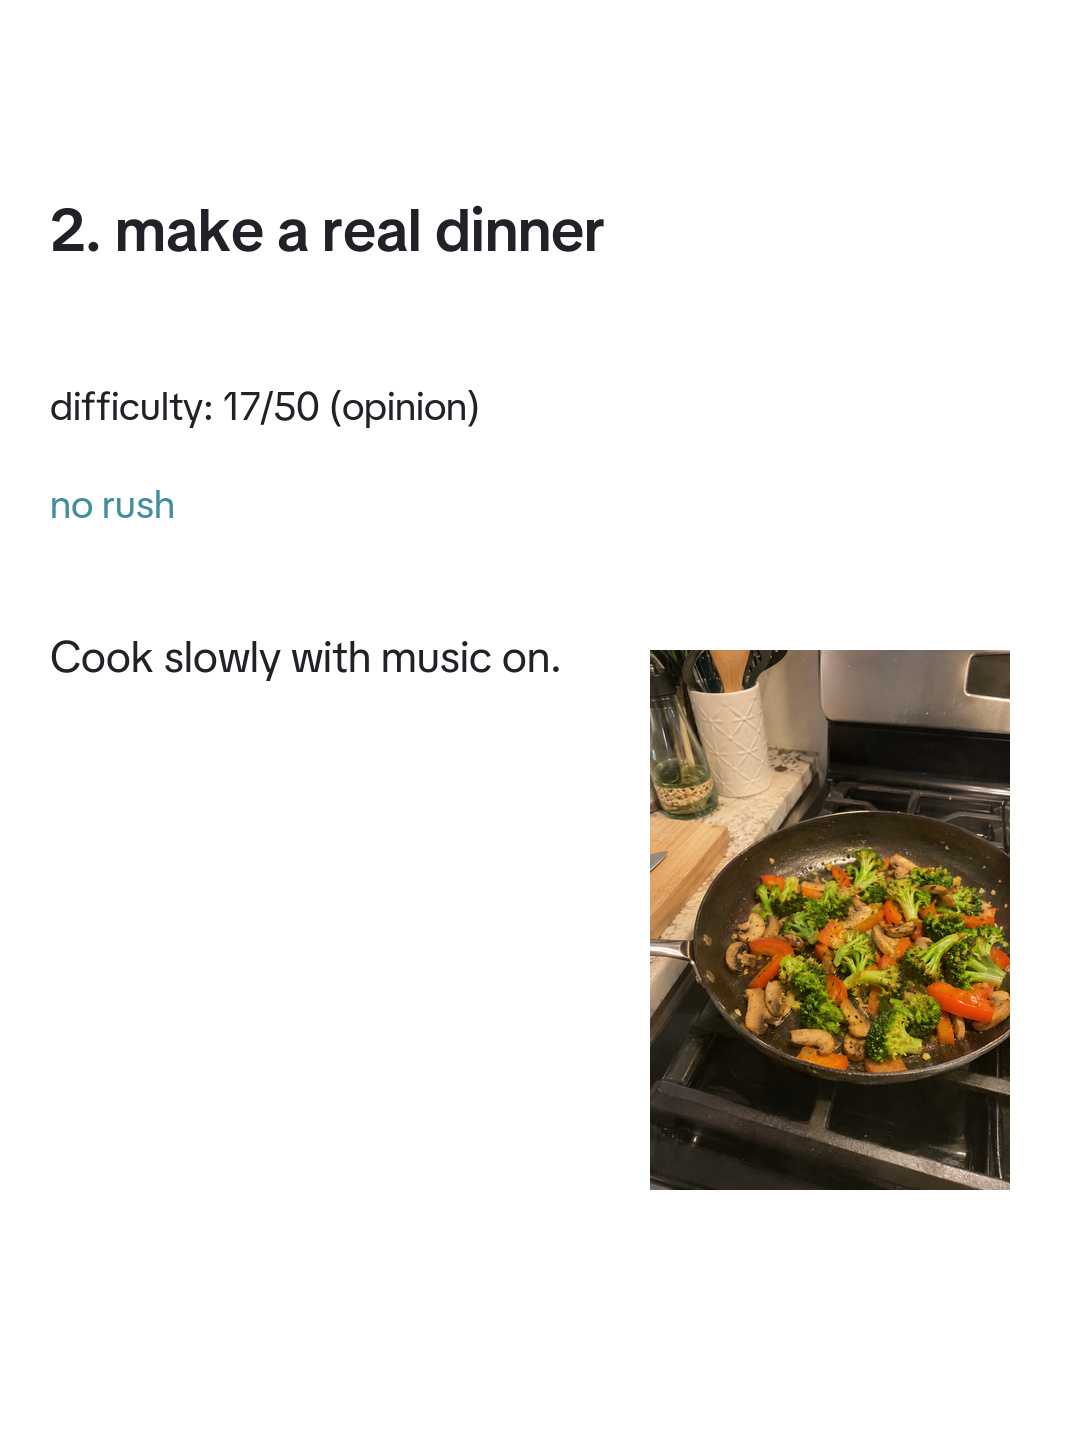 2. make a real dinner
difficulty: 17/50 (opinion)
no rush
Cook slowly with music on.